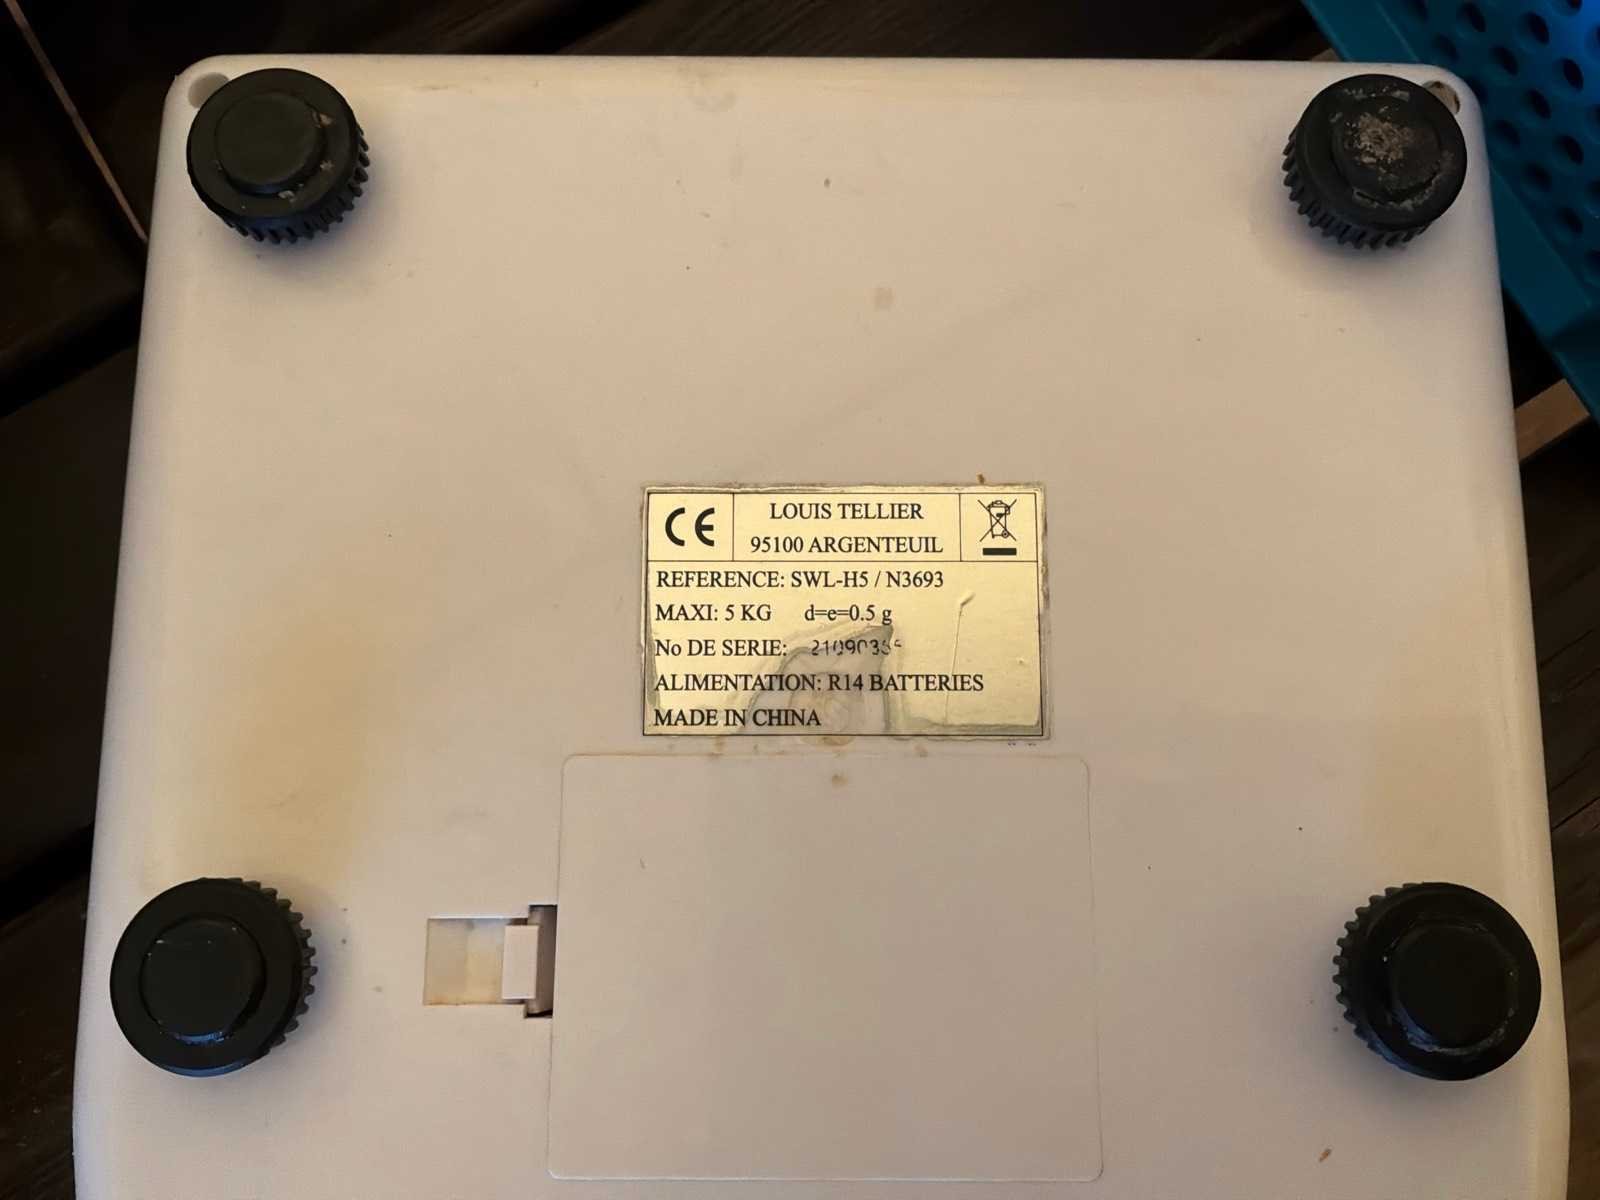 CE
LOUIS TELLIER
95100 ARGENTEUIL
REFERENCE: SWL-H5 / N3693
MAXI: 5 KG d=e=0.5 g
No DE SERIE:
ALIMENTATION: R14 BATTERIES
MADE IN CHINA